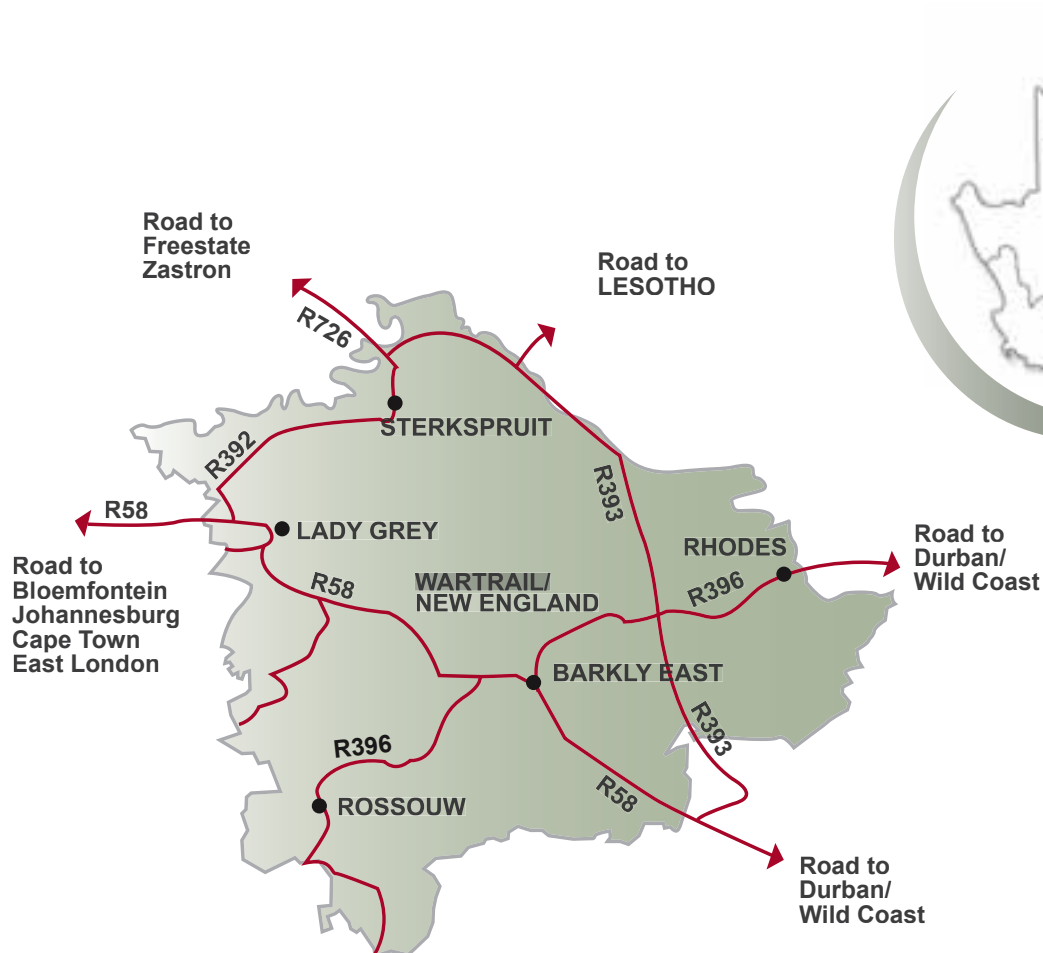 Road to
Freestate
Zastron
Road to
LESOTHO
R726
STERKSPRUIT
R392
R393
R58
LADY GREY
Road to
Durban/
Wild Coast
RHODES
Road to
Bloemfontein
Johannesburg
Cape Town
East London
R58
WARTRAIL/
NEW ENGLAND
R396
BARKLY EAST
R393
R396
R58
ROSSOUW
Road to
Durban/
Wild Coast